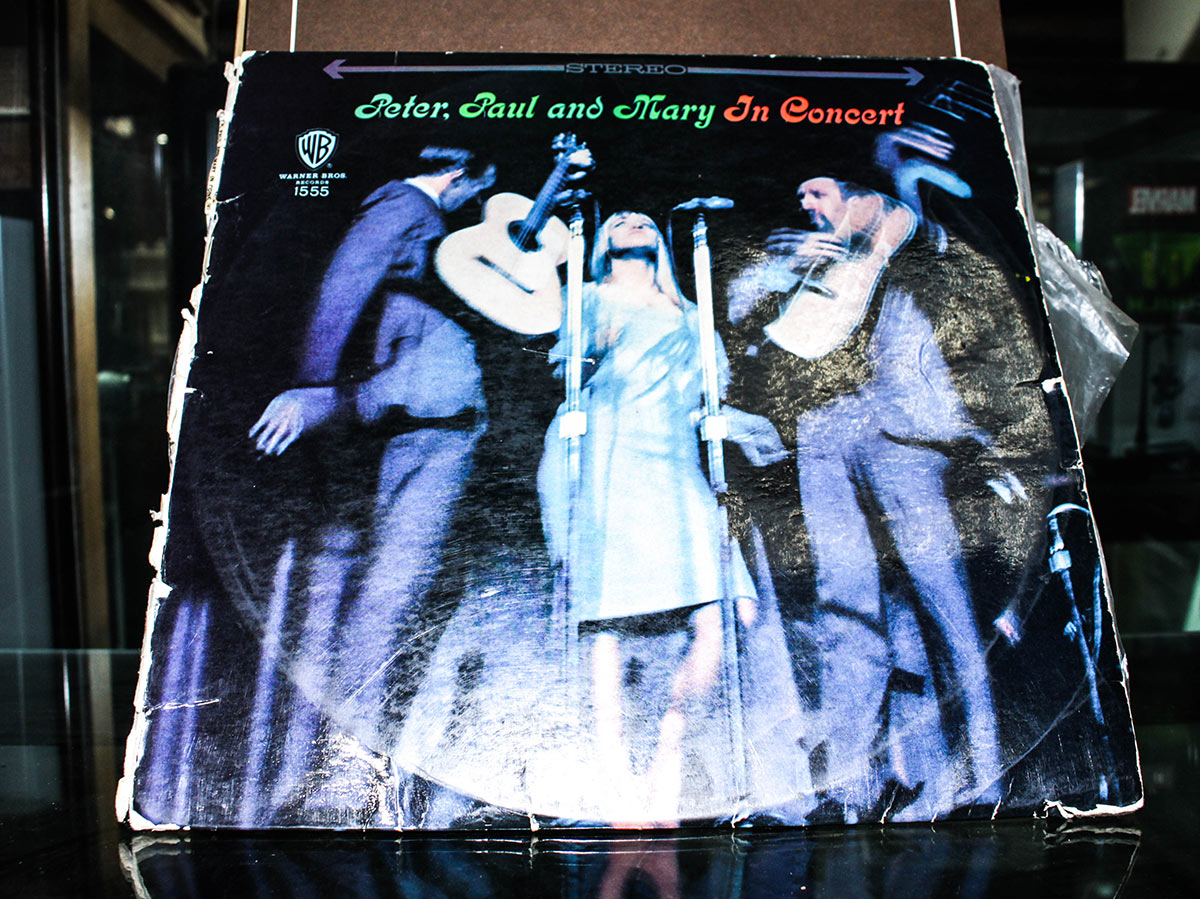 STEREO
Peter, Paul and Mary In Concert
WB
WARNER BROS.
RECORDS
1555